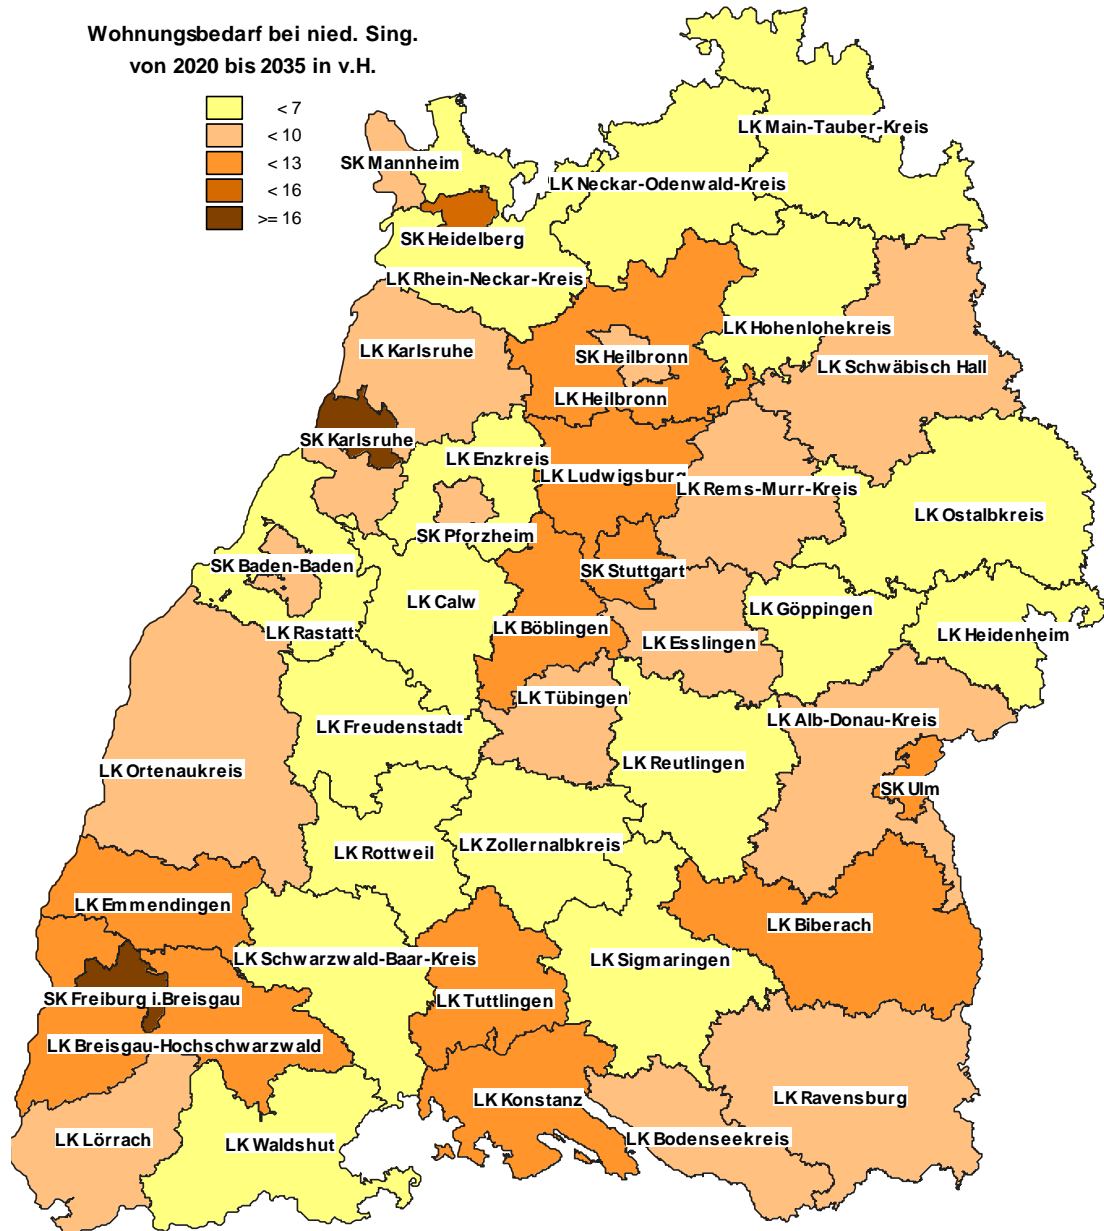 Wohnungsbedarf bei nied. Sing.
von 2020 bis 2035 in v.H.
< 7
< 10
< 13
< 16
>= 16
LK Main-Tauber-Kreis
SK Mannheim
LK Neckar-Odenwald-Kreis
SK Heidelberg
LK Rhein-Neckar-Kreis
LK Hohenlohekreis
LK Karlsruhe
SK Heilbronn
LK Schwäbisch Hall
LK Heilbronn
SK Karlsruhe
LK Enzkreis
LK Ludwigsburg
LK Rems-Murr-Kreis
LK Ostalbkreis
SK Pforzheim
SK Baden-Baden
SK Stuttgart
LK Calw
LK Göppingen
LK Rastatt
LK Böblingen
LK Esslingen
LK Heidenheim
LK Tübingen
LK Freudenstadt
LK Alb-Donau-Kreis
LK Ortenaukreis
LK Reutlingen
SK Ulm
LK Rottweil
LK Zollernalbkreis
LK Emmendingen
LK Biberach
LK Schwarzwald-Baar-Kreis
LK Sigmaringen
SK Freiburg i.Breisgau
LK Tuttlingen
LK Breisgau-Hochschwarzwald
LK Konstanz
LK Ravensburg
LK Lörrach
LK Waldshut
LK Bodenseekreis